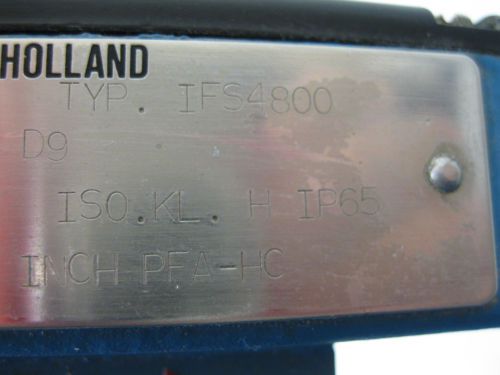 HOLLAND
TYP. IFS4800
D9
ISO.KL. H IP65
INCH PFA-HC